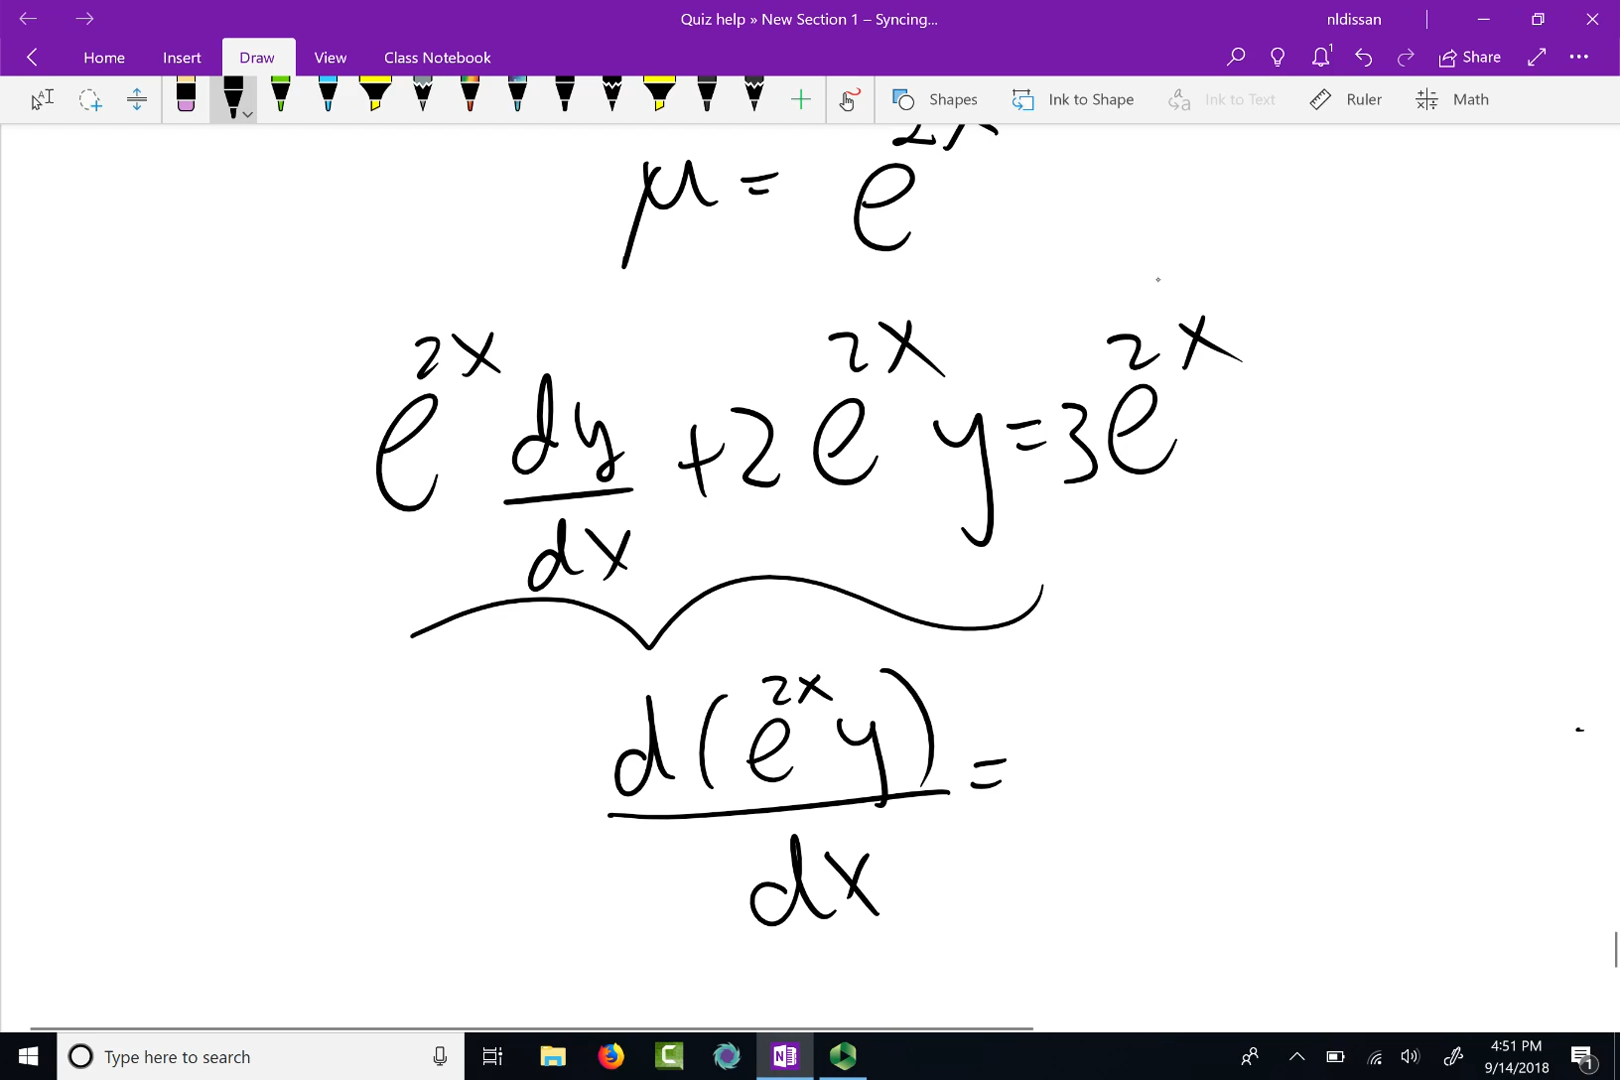 Quiz help » New Section 1 – Syncing...
nldissan
Home Insert Draw View Class Notebook
1
Share
Shapes Ink to Shape Ink to Text Ruler Math
μ = e^2x
e^2x dy/dx + 2e^2x y = 3e^2x
d(e^2x y)/dx =
Type here to search
4:51 PM
9/14/2018
1